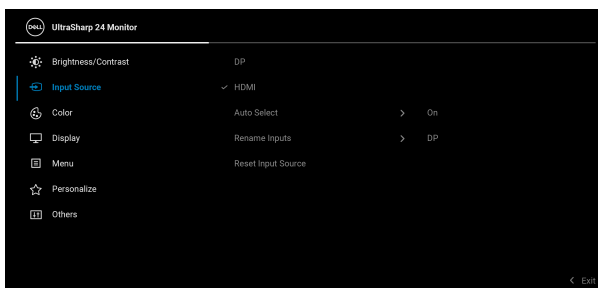 DELL UltraSharp 24 Monitor
Brightness/Contrast DP
Input Source HDMI
Color Auto Select On
Display Rename Inputs DP
Menu Reset Input Source
Personalize
Others
Exit